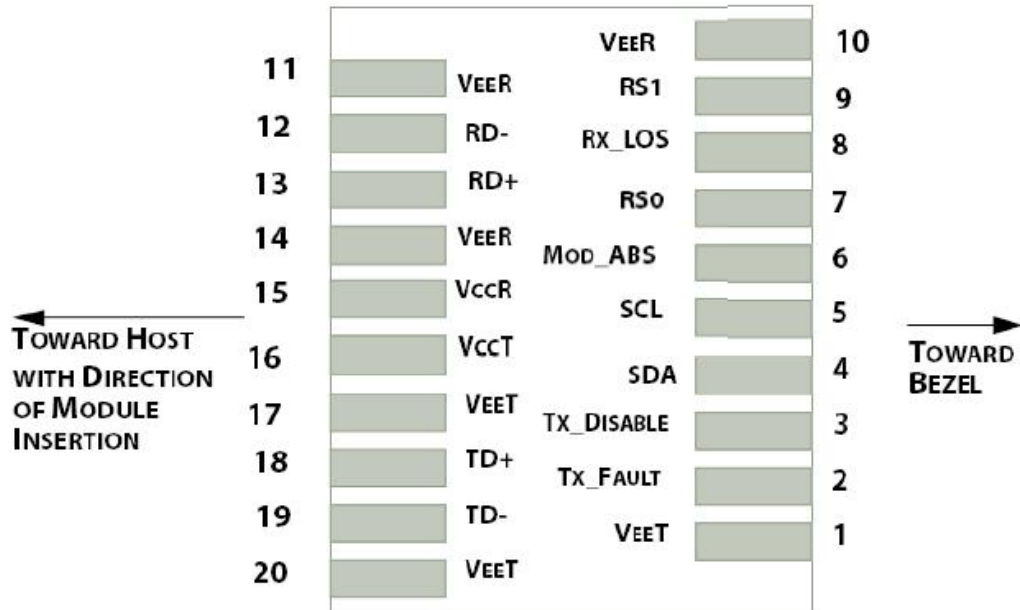 11 VEER
12 RD-
13 RD+
14 VEER
15 VCCR
16 VCCT
17 VEET
18 TD+
19 TD-
20 VEET
VEER 10
RS1 9
RX_LOS 8
RS0 7
MOD_ABS 6
SCL 5
SDA 4
TX_DISABLE 3
TX_FAULT 2
VEET 1
TOWARD HOST
WITH DIRECTION
OF MODULE
INSERTION
TOWARD
BEZEL